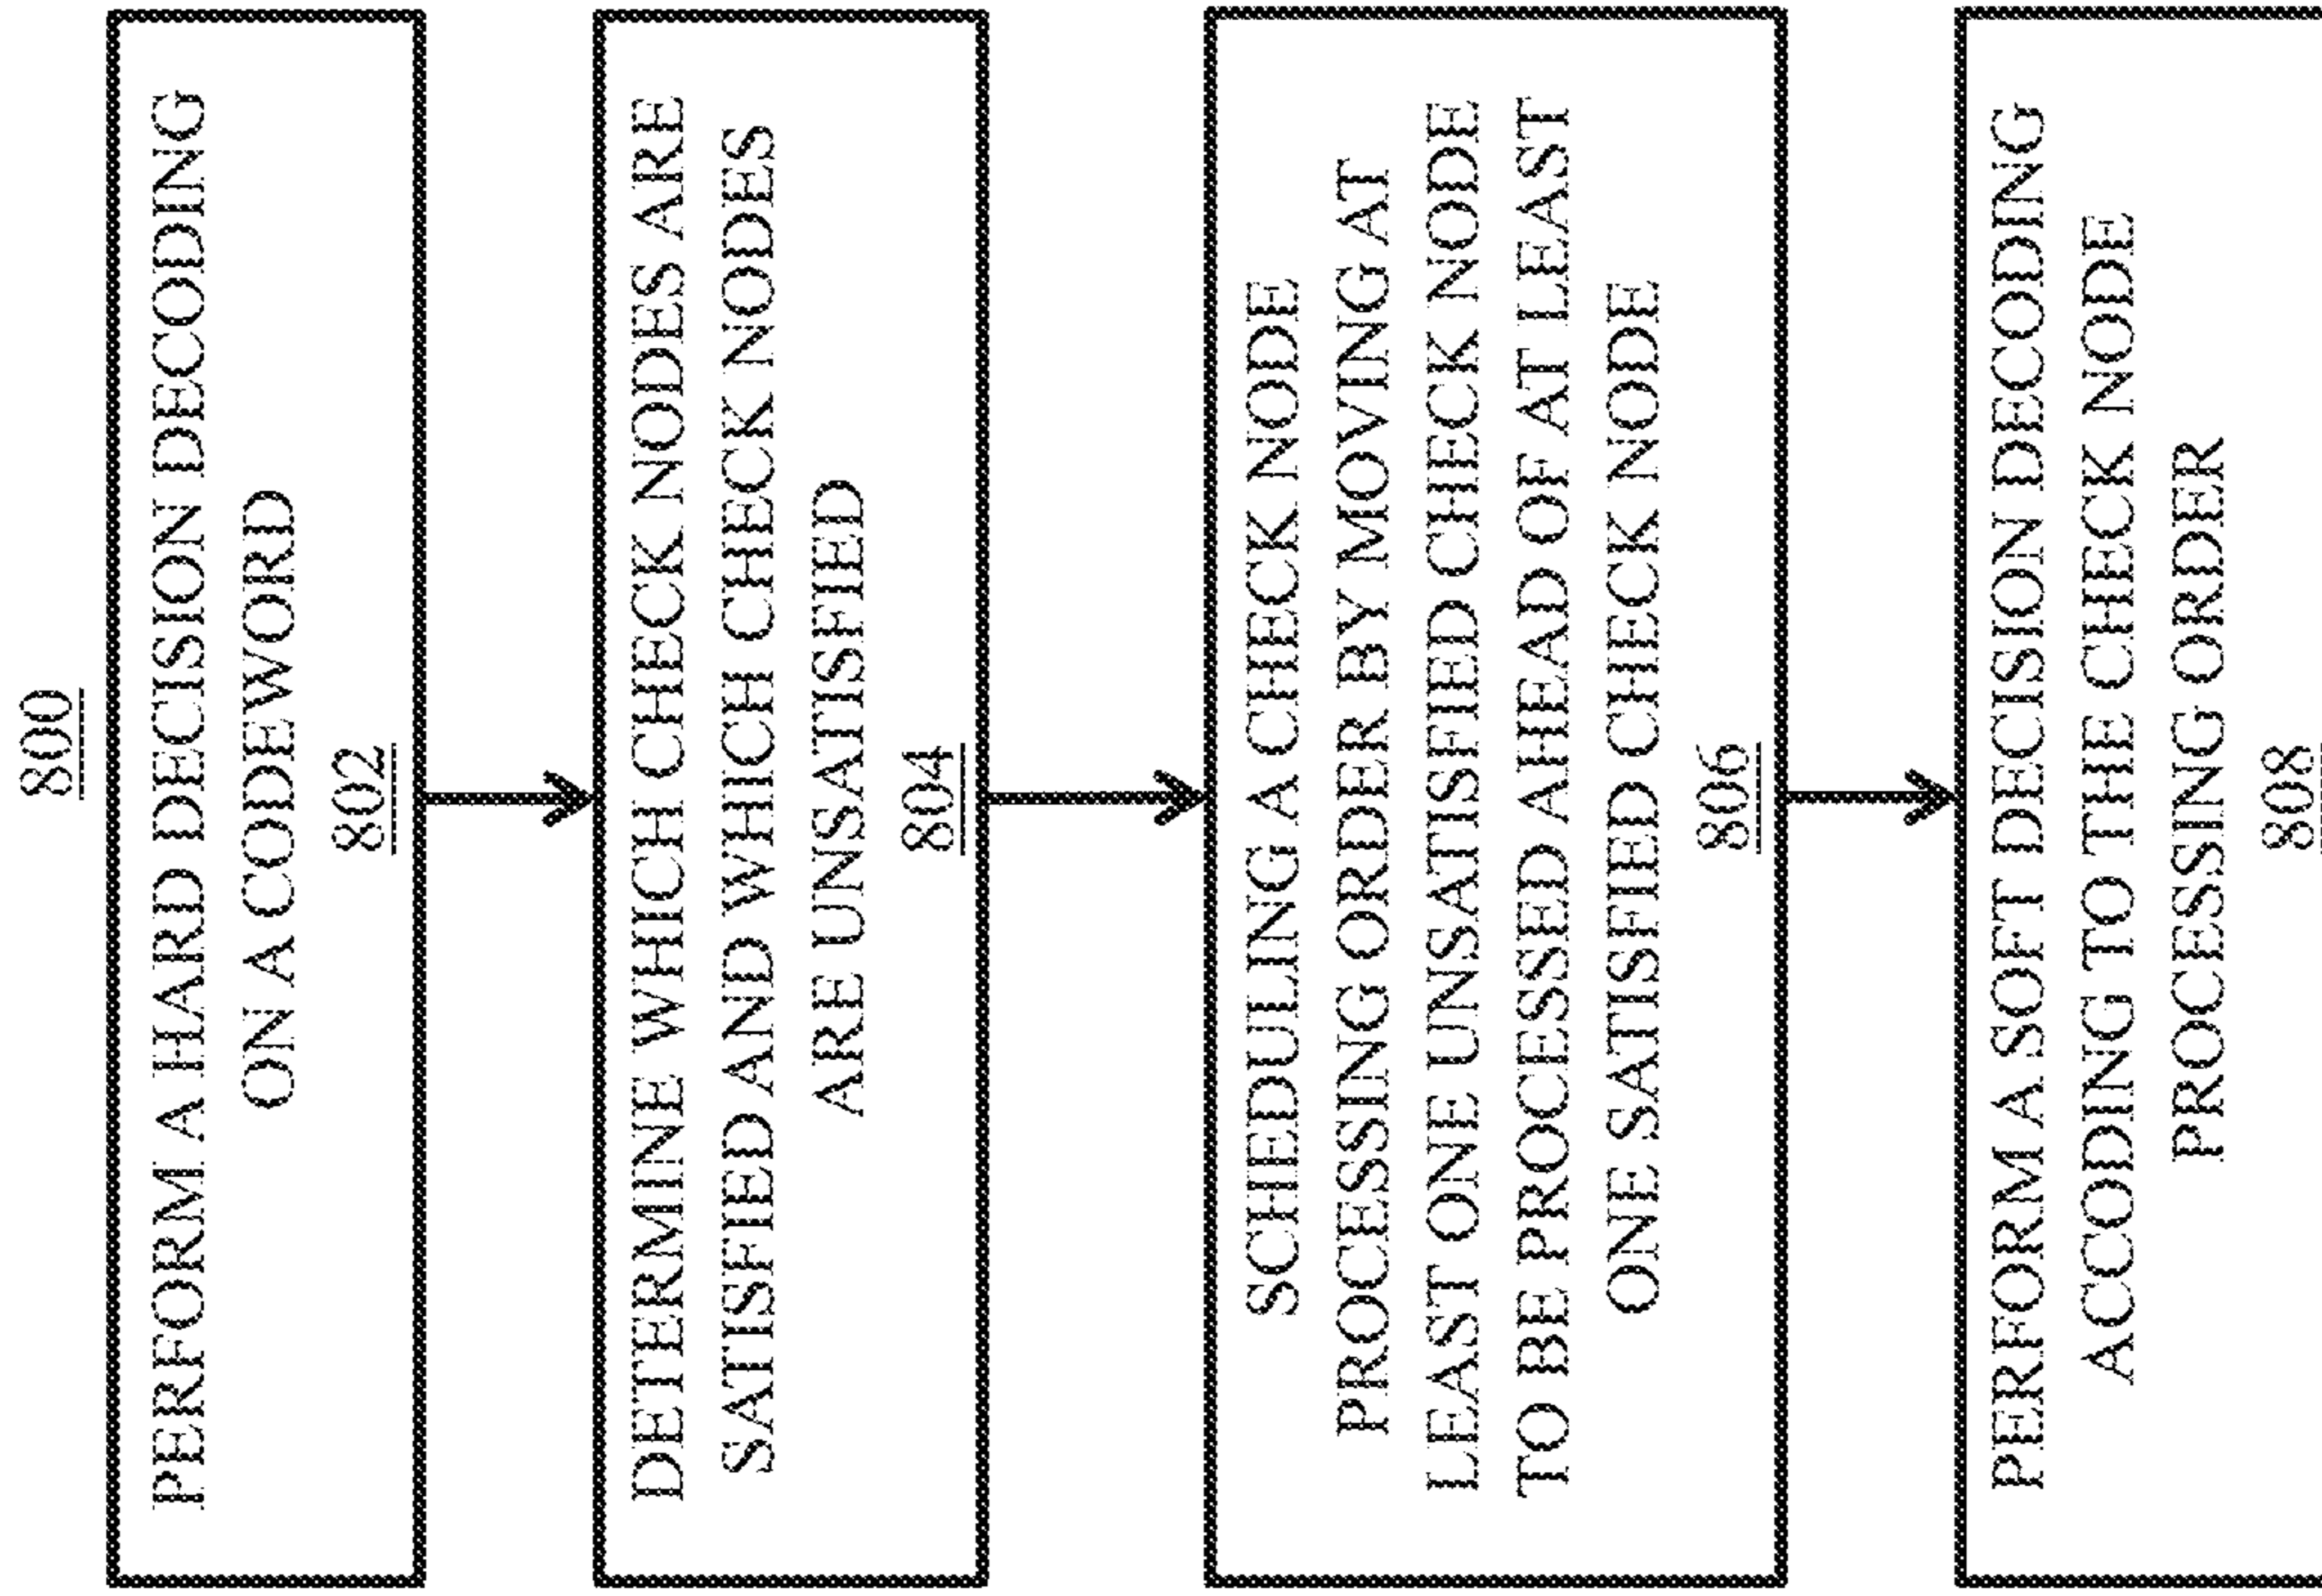 800
PERFORM A HARD DECISION DECODING
ON A CODEWORD
802
DETERMINE WHICH CHECK NODES ARE
SATISFIED AND WHICH CHECK NODES
ARE UNSATISFIED
804
SCHEDULING A CHECK NODE
PROCESSING ORDER BY MOVING AT
LEAST ONE UNSATISFIED CHECK NODE
TO BE PROCESSED AHEAD OF AT LEAST
ONE SATISFIED CHECK NODE
806
PERFORM A SOFT DECISION DECODING
ACCODING TO THE CHECK NODE
PROCESSING ORDER
808